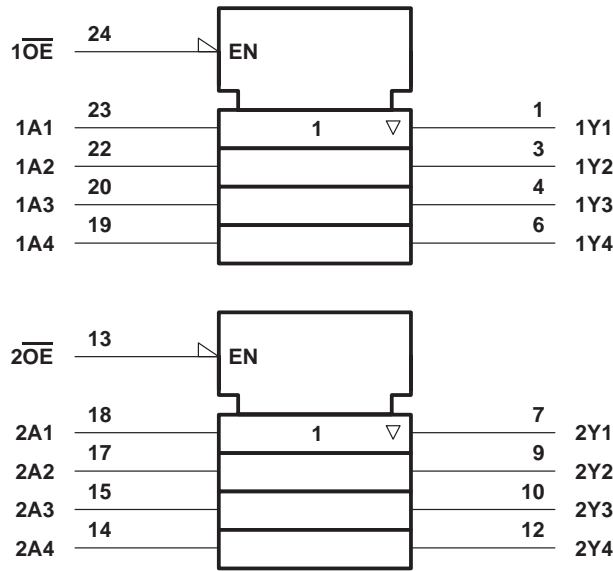 1O̅E̅ 24 EN
1A1 23 1 ▽ 1 1Y1
1A2 22 3 1Y2
1A3 20 4 1Y3
1A4 19 6 1Y4
2O̅E̅ 13 EN
2A1 18 1 ▽ 7 2Y1
2A2 17 9 2Y2
2A3 15 10 2Y3
2A4 14 12 2Y4